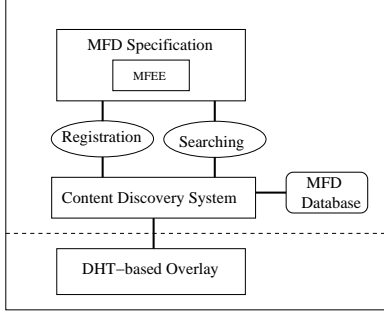 MFD Specification
MFEE
Registration
Searching
Content Discovery System
MFD
Database
DHT−based Overlay